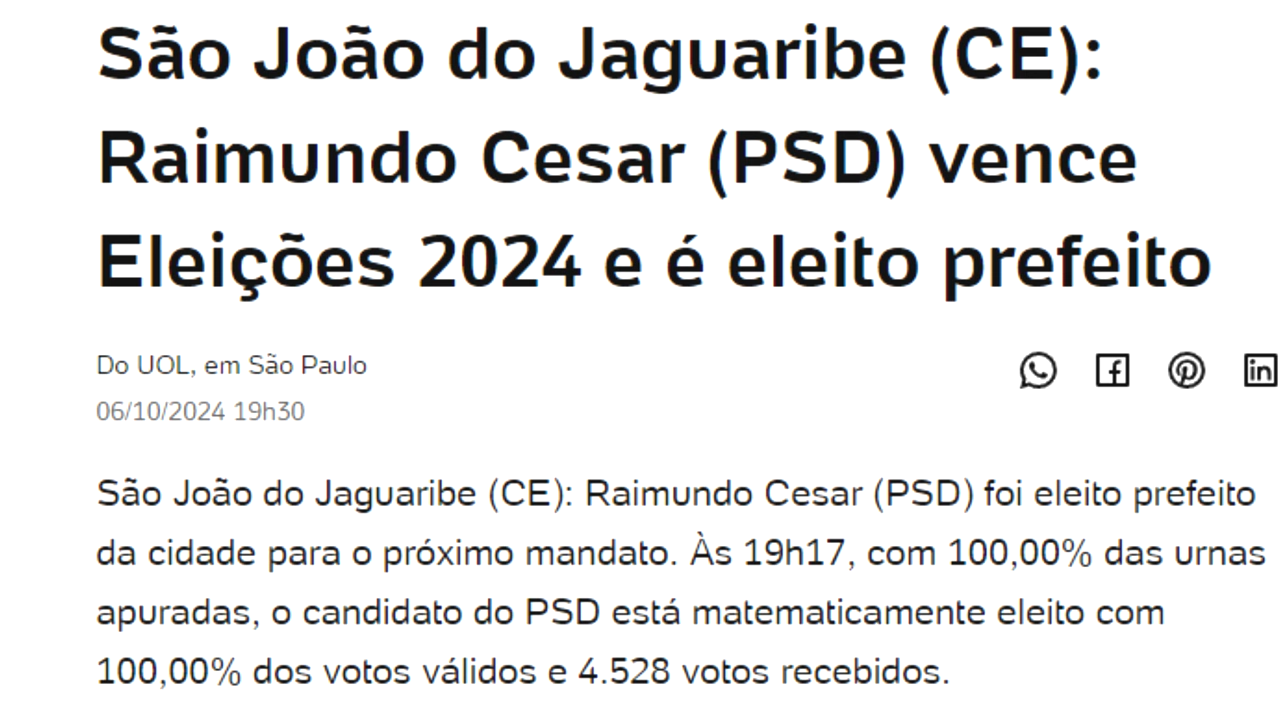 São João do Jaguaribe (CE):
Raimundo Cesar (PSD) vence
Eleições 2024 e é eleito prefeito
Do UOL, em São Paulo
06/10/2024 19h30
São João do Jaguaribe (CE): Raimundo Cesar (PSD) foi eleito prefeito
da cidade para o próximo mandato. Às 19h17, com 100,00% das urnas
apuradas, o candidato do PSD está matematicamente eleito com
100,00% dos votos válidos e 4.528 votos recebidos.